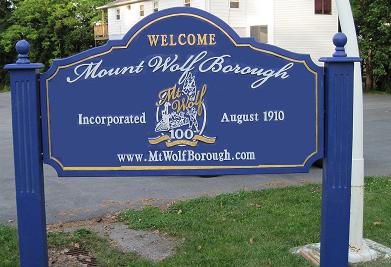 WELCOME
Mount Wolf Borough
Mt
Wolf
Incorporated August 1910
100
www.MtWolfBorough.com